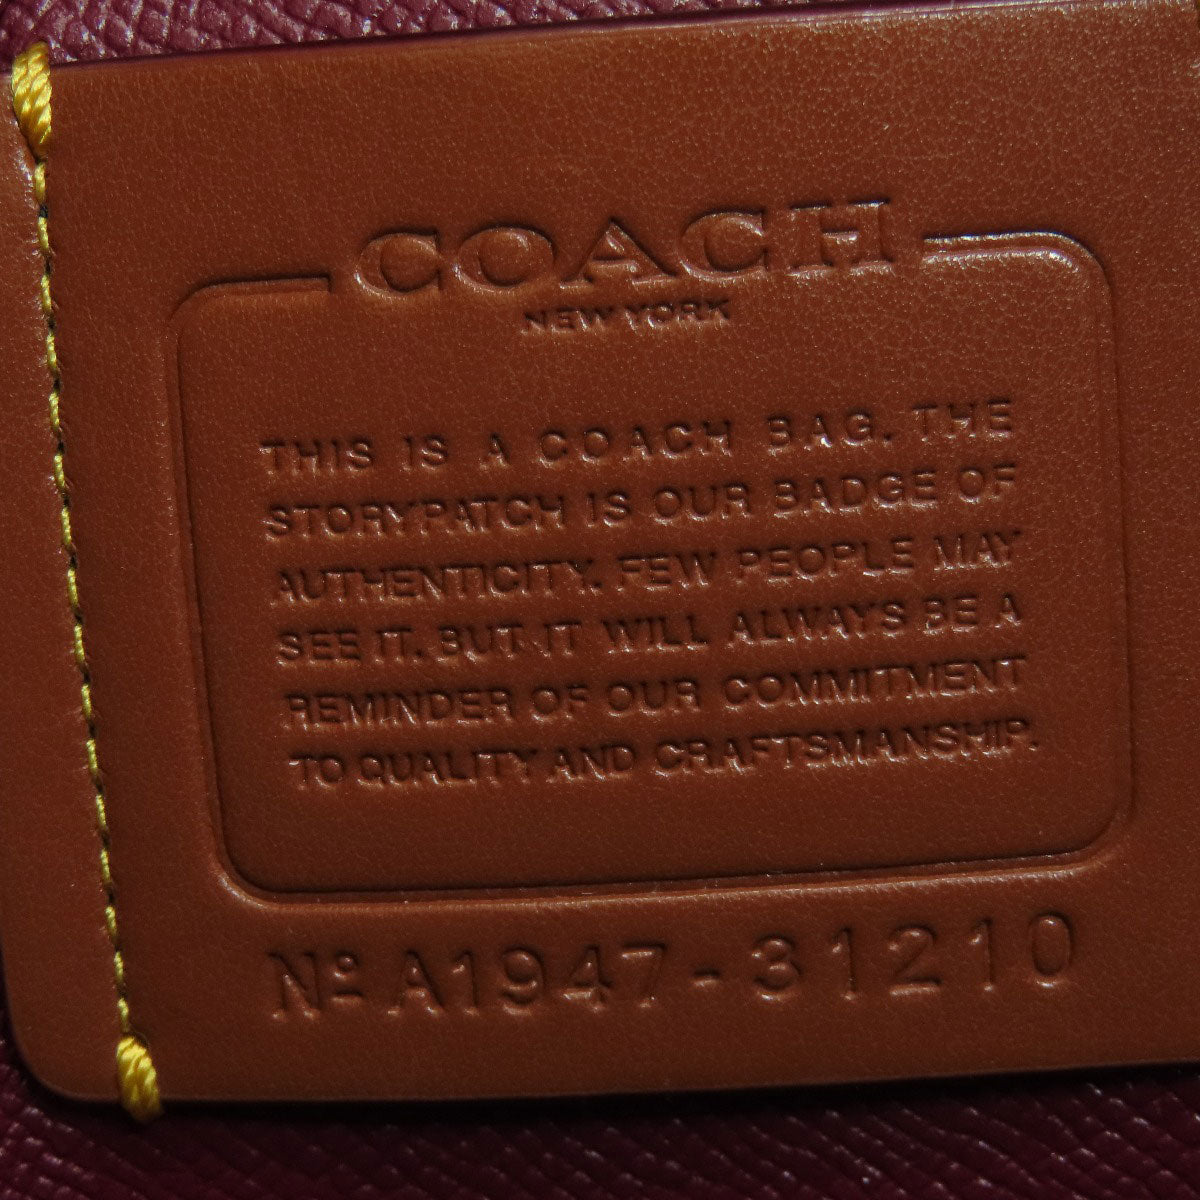 COACH
NEW YORK
THIS IS A COACH BAG. THE
STORYPATCH IS OUR BADGE OF
AUTHENTICITY. FEW PEOPLE MAY
SEE IT. BUT IT WILL ALWAYS BE A
REMINDER OF OUR COMMITMENT
TO QUALITY AND CRAFTSMANSHIP.
Nº A1947-31210